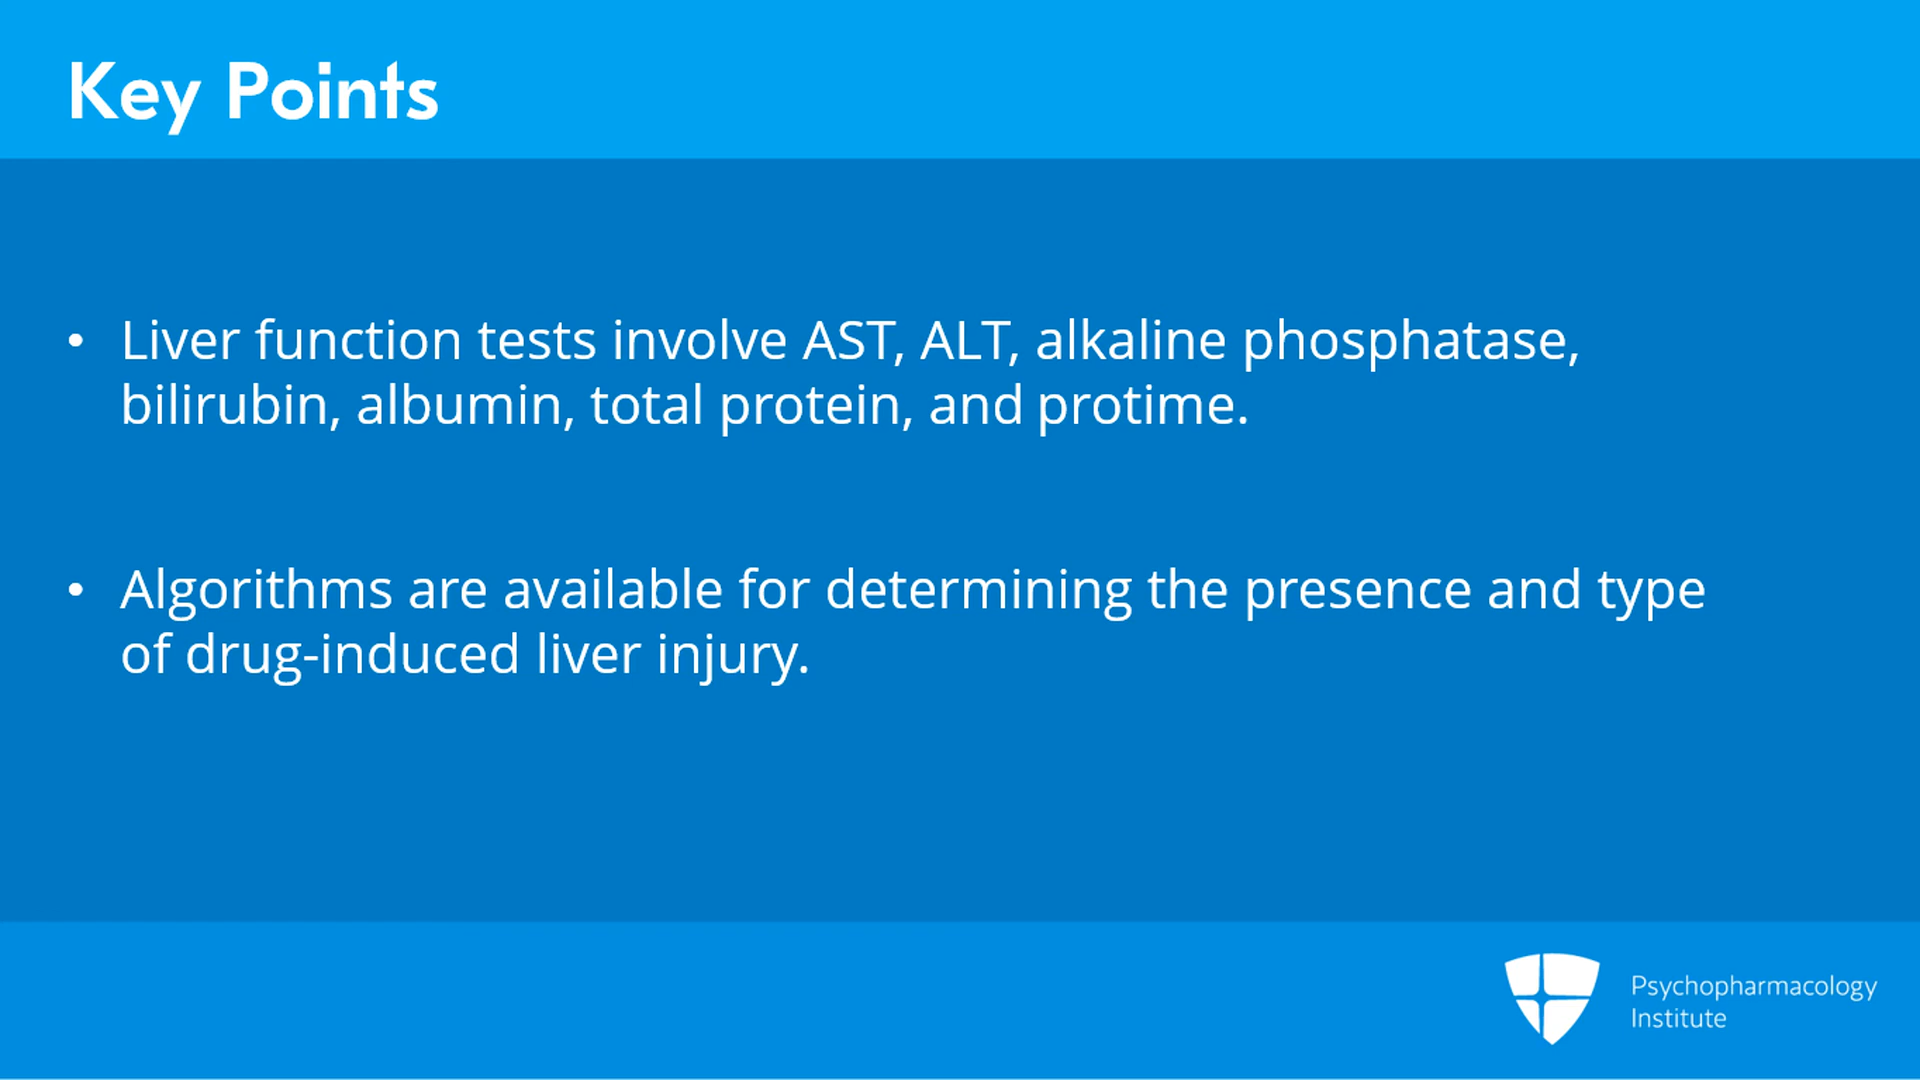 Key Points
• Liver function tests involve AST, ALT, alkaline phosphatase,
bilirubin, albumin, total protein, and protime.
• Algorithms are available for determining the presence and type
of drug-induced liver injury.
Psychopharmacology
Institute